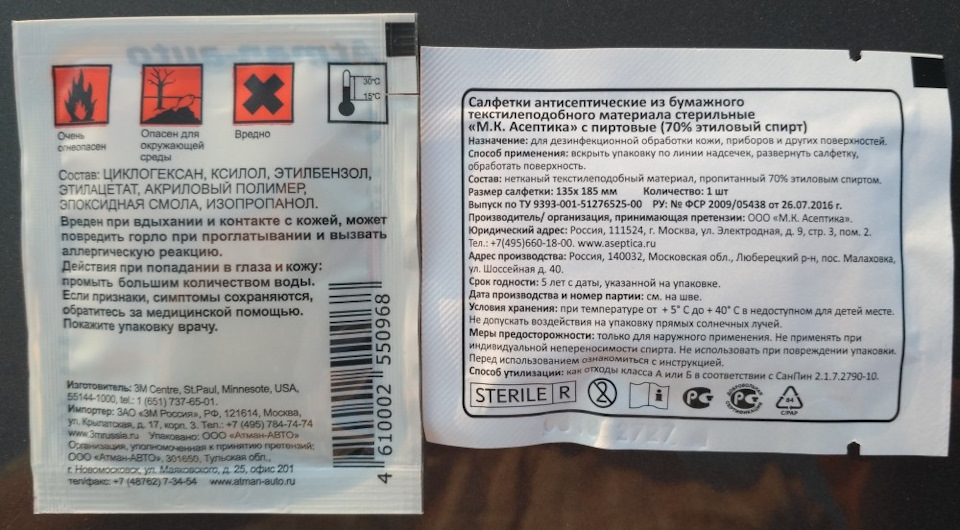 Atman-auto
30°C
15°C
Очень
огнеопасен
Опасен для
окружающей
среды
Вредно
Состав: ЦИКЛОГЕКСАН, КСИЛОЛ, ЭТИЛБЕНЗОЛ,
ЭТИЛАЦЕТАТ, АКРИЛОВЫЙ ПОЛИМЕР,
ЭПОКСИДНАЯ СМОЛА, ИЗОПРОПАНОЛ.
Вреден при вдыхании и контакте с кожей, может
повредить горло при проглатывании и вызвать
аллергическую реакцию.
Действия при попадании в глаза и кожу:
промыть большим количеством воды.
Если признаки, симптомы сохраняются,
обратитесь за медицинской помощью.
Покажите упаковку врачу.
Изготовитель: 3M Centre, St.Paul, Minnesote, USA,
55144-1000, tel.: 1 (651) 737-65-01.
Импортер: ЗАО «3М Россия», РФ, 121614, Москва,
ул. Крылатская, д. 17, корп. 3. Тел.: +7 (495) 784-74-74
www.3mrussia.ru Упаковано: ООО «Атман-АВТО»
Организация, уполномоченная к принятию претензий:
ООО «Атман-АВТО», 301650, Тульская обл.,
г. Новомосковск, ул. Маяковского, д. 25, офис 201
тел/факс: +7 (48762) 7-34-54 www.atman-auto.ru
4 610002 550968
Салфетки антисептические из бумажного
текстилеподобного материала стерильные
«М.К. Асептика» с пиртовые (70% этиловый спирт)
Назначение: для дезинфекционной обработки кожи, приборов и других поверхностей.
Способ применения: вскрыть упаковку по линии надсечек, развернуть салфетку,
обработать поверхность.
Состав: нетканый текстилеподобный материал, пропитанный 70% этиловым спиртом.
Размер салфетки: 135x 185 мм Количество: 1 шт
Выпуск по ТУ 9393-001-51276525-00 РУ: № ФСР 2009/05438 от 26.07.2016 г.
Производитель/ организация, принимающая претензии: ООО «М.К. Асептика».
Юридический адрес: Россия, 111524, г. Москва, ул. Электродная, д. 9, стр. 3, пом. 2.
Тел.: +7(495)660-18-00. www.aseptica.ru
Адрес производства: Россия, 140032, Московская обл., Люберецкий р-н, пос. Малаховка,
ул. Шоссейная д. 40.
Срок годности: 5 лет с даты, указанной на упаковке.
Дата производства и номер партии: см. на шве.
Условия хранения: при температуре от + 5° С до + 40° С в недоступном для детей месте.
Не допускать воздействия на упаковку прямых солнечных лучей.
Меры предосторожности: только для наружного применения. Не применять при
индивидуальной непереносимости спирта. Не использовать при повреждении упаковки.
Перед использованием ознакомиться с инструкцией.
Способ утилизации: как отходы класса А или Б в соответствии с СанПин 2.1.7.2790-10.
STERILE R
2
i
РСТ
ДОБРОВОЛЬНАЯ
СЕРТИФИКАЦИЯ
РСТ
84
C/PAP